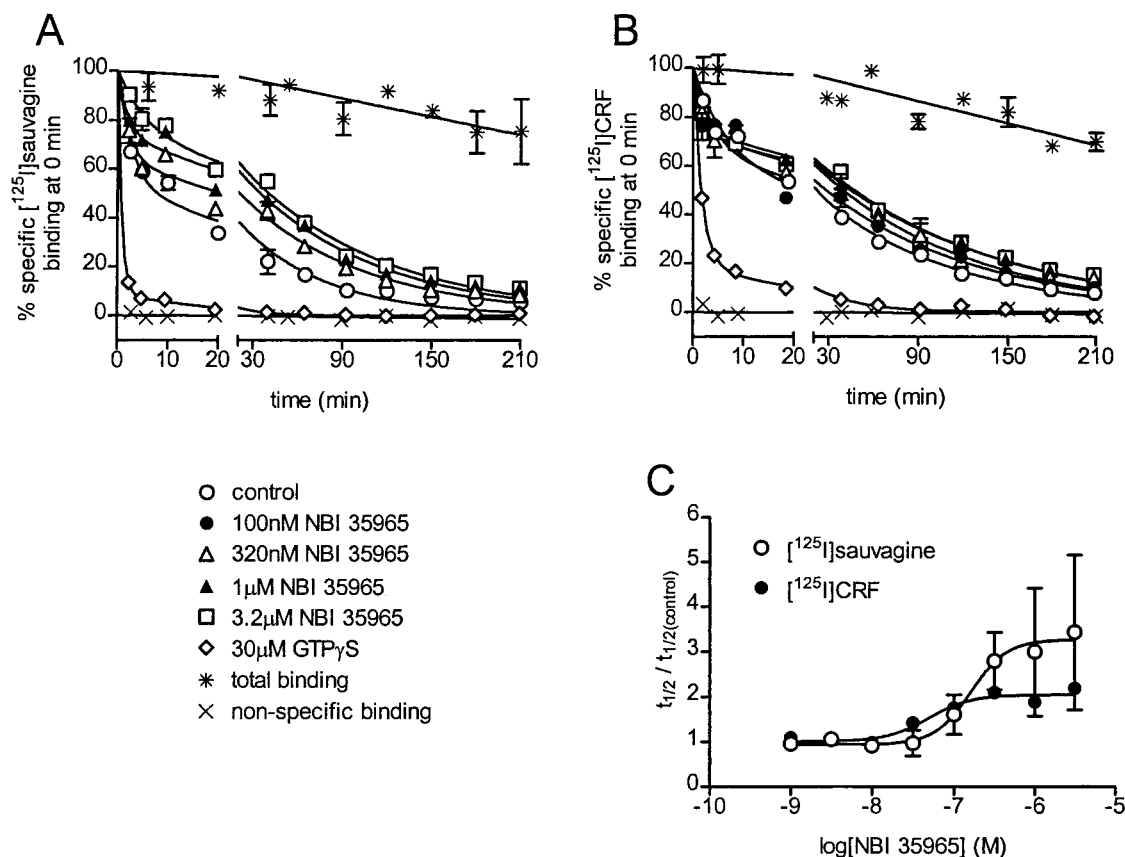 A
% specific [¹²⁵I]sauvagine
binding at 0 min
100
80
60
40
20
0
0 10 20 30 90 150 210
time (min)
B
% specific [¹²⁵I]CRF
binding at 0 min
100
80
60
40
20
0
0 10 20 30 90 150 210
time (min)
control
100nM NBI 35965
320nM NBI 35965
1µM NBI 35965
3.2µM NBI 35965
30µM GTPγS
total binding
non-specific binding
C
t1/2 / t1/2(control)
6
5
4
3
2
1
0
[¹²⁵I]sauvagine
[¹²⁵I]CRF
-10 -9 -8 -7 -6 -5
log[NBI 35965] (M)